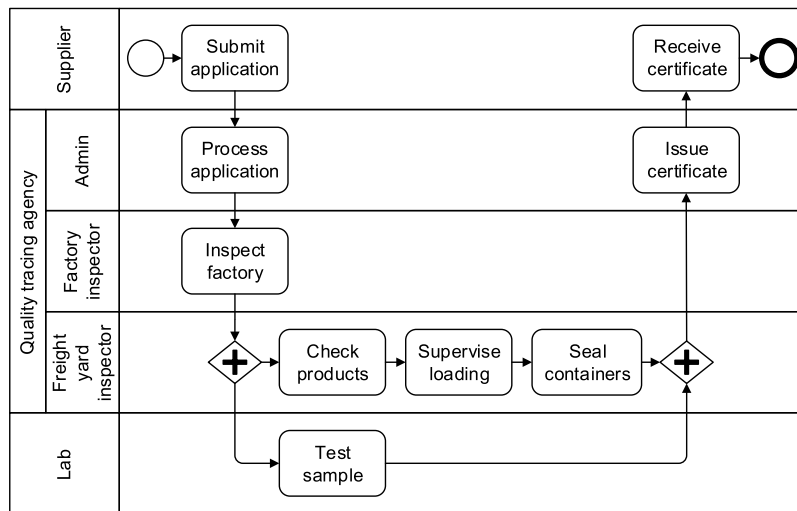 Supplier
Submit
application
Receive
certificate
Quality tracing agency
Admin
Process
application
Issue
certificate
Factory
inspector
Inspect
factory
Freight
yard
inspector
Check
products
Supervise
loading
Seal
containers
Lab
Test
sample